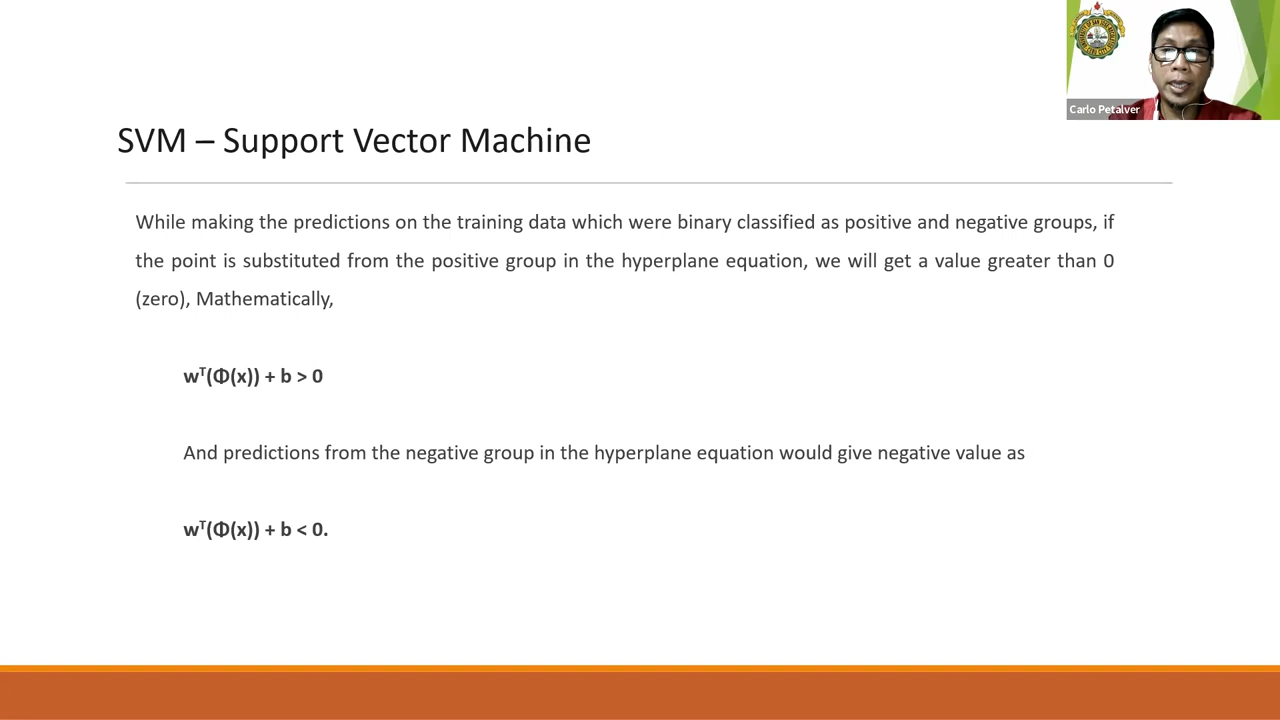 Carlo Petalver
SVM – Support Vector Machine
While making the predictions on the training data which were binary classified as positive and negative groups, if
the point is substituted from the positive group in the hyperplane equation, we will get a value greater than 0
(zero), Mathematically,
wᵀ(Φ(x)) + b > 0
And predictions from the negative group in the hyperplane equation would give negative value as
wᵀ(Φ(x)) + b < 0.